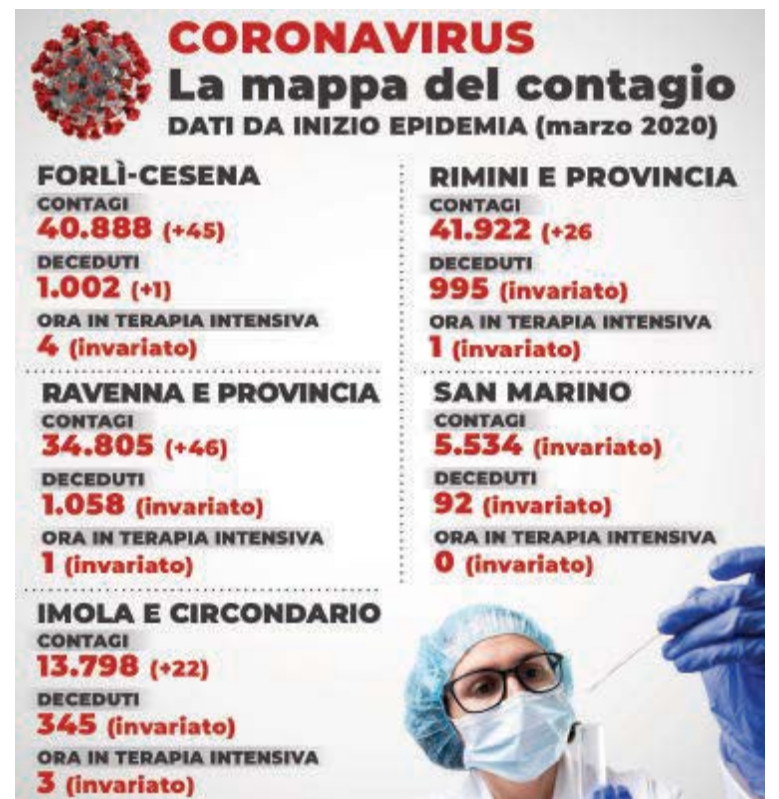 CORONAVIRUS
La mappa del contagio
DATI DA INIZIO EPIDEMIA (marzo 2020)
FORLÌ-CESENA
CONTAGI
40.888 (+45)
DECEDUTI
1.002 (+1)
ORA IN TERAPIA INTENSIVA
4 (invariato)
RIMINI E PROVINCIA
CONTAGI
41.922 (+26
DECEDUTI
995 (invariato)
ORA IN TERAPIA INTENSIVA
1 (invariato)
RAVENNA E PROVINCIA
CONTAGI
34.805 (+46)
DECEDUTI
1.058 (invariato)
ORA IN TERAPIA INTENSIVA
1 (invariato)
SAN MARINO
CONTAGI
5.534 (invariato)
DECEDUTI
92 (invariato)
ORA IN TERAPIA INTENSIVA
0 (invariato)
IMOLA E CIRCONDARIO
CONTAGI
13.798 (+22)
DECEDUTI
345 (invariato)
ORA IN TERAPIA INTENSIVA
3 (invariato)